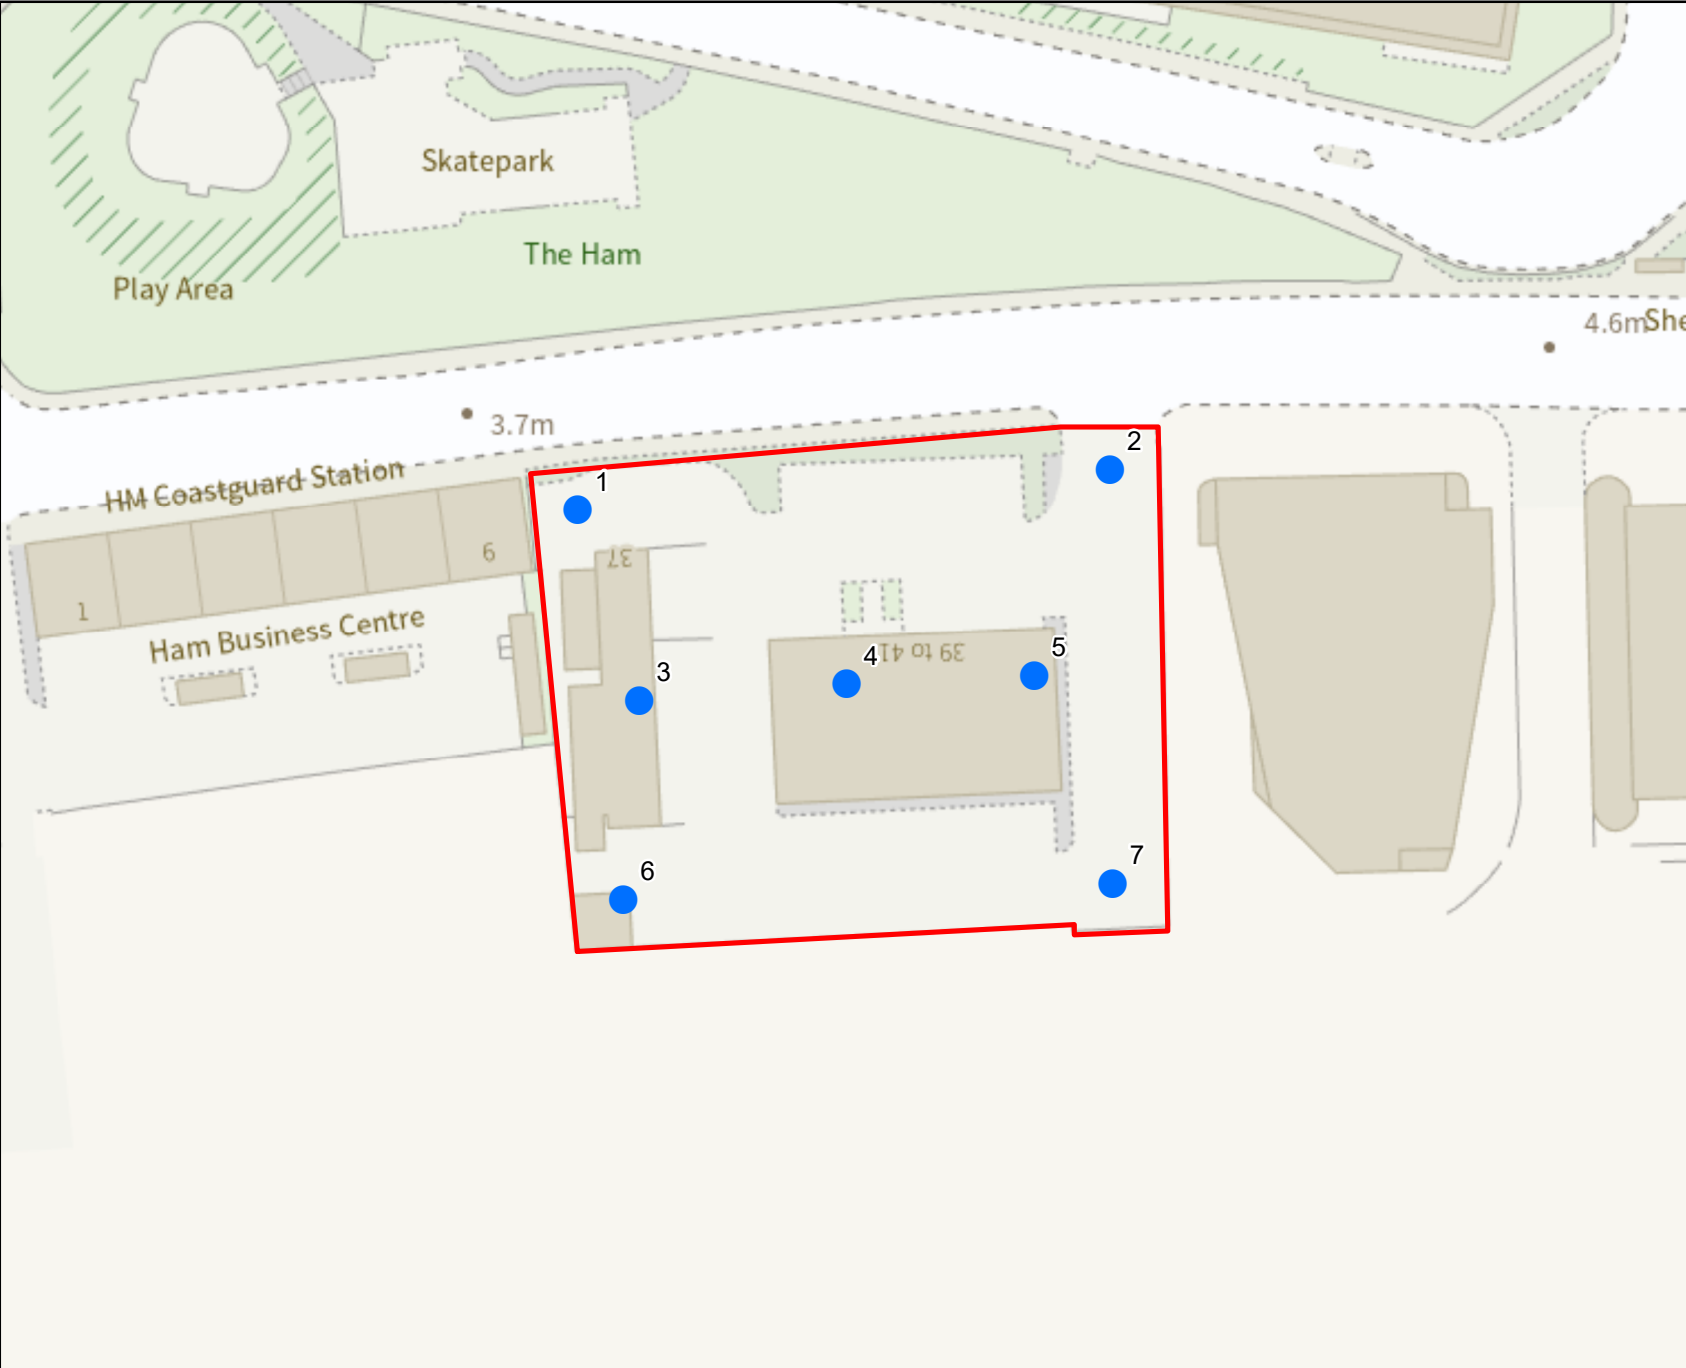 Skatepark
The Ham
Play Area
4.6m
She
3.7m
2
HM Coastguard Station
1
37
6
1
Ham Business Centre
39 to 41
5
4
3
7
6